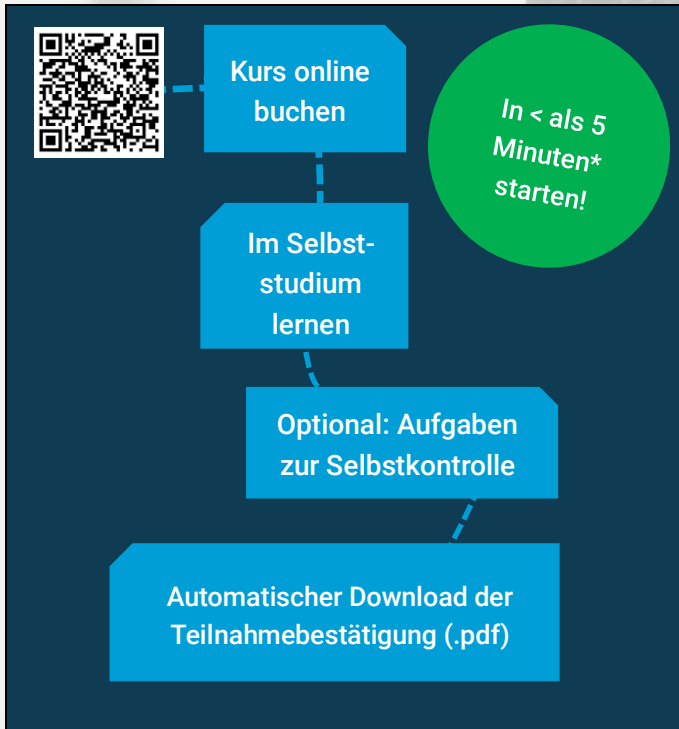 Kurs online
buchen
In < als 5
Minuten*
starten!
Im Selbst-
studium
lernen
Optional: Aufgaben
zur Selbstkontrolle
Automatischer Download der
Teilnahmebestätigung (.pdf)